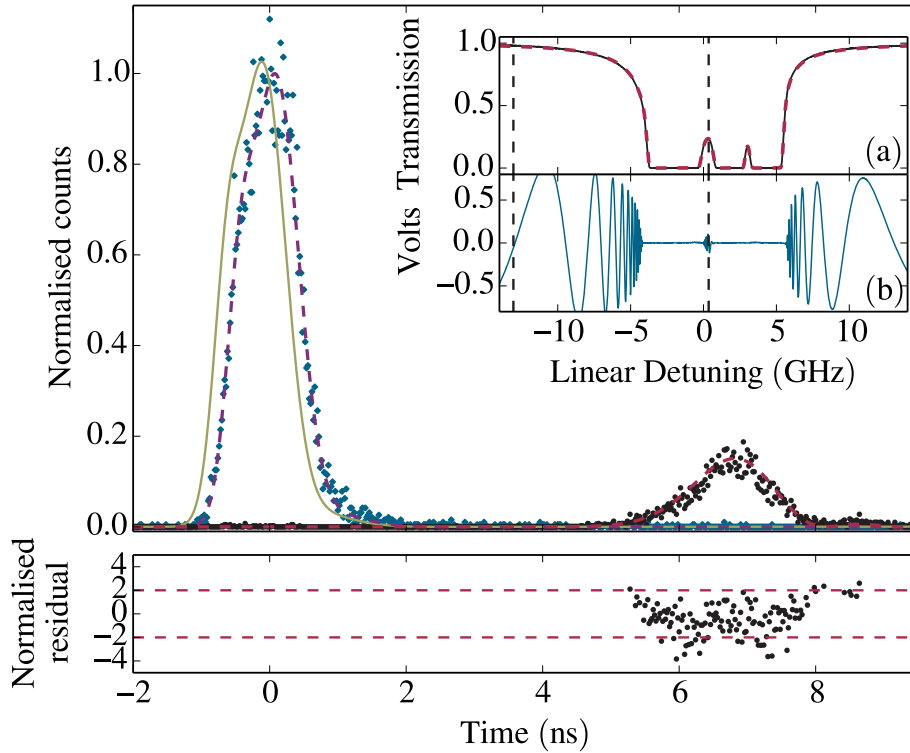 Normalised counts
1.0
0.8
0.6
0.4
0.2
0.0
Transmission
1.0
0.5
0.0
(a)
Volts
0.5
0.0
−0.5
(b)
−10 −5 0 5 10
Linear Detuning (GHz)
Normalised
residual
4
2
0
−2
−4
−2 0 2 4 6 8
Time (ns)